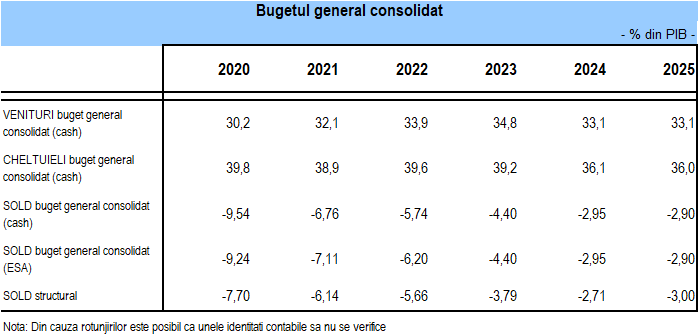 Bugetul general consolidat
- % din PIB -
2020 2021 2022 2023 2024 2025
VENITURI buget general
consolidat (cash) 30,2 32,1 33,9 34,8 33,1 33,1
CHELTUIELI buget general
consolidat (cash) 39,8 38,9 39,6 39,2 36,1 36,0
SOLD buget general consolidat
(cash) -9,54 -6,76 -5,74 -4,40 -2,95 -2,90
SOLD buget general consolidat
(ESA) -9,24 -7,11 -6,20 -4,40 -2,95 -2,90
SOLD structural -7,70 -6,14 -5,66 -3,79 -2,71 -3,00
Nota: Din cauza rotunjirilor este posibil ca unele identitati contabile sa nu se verifice